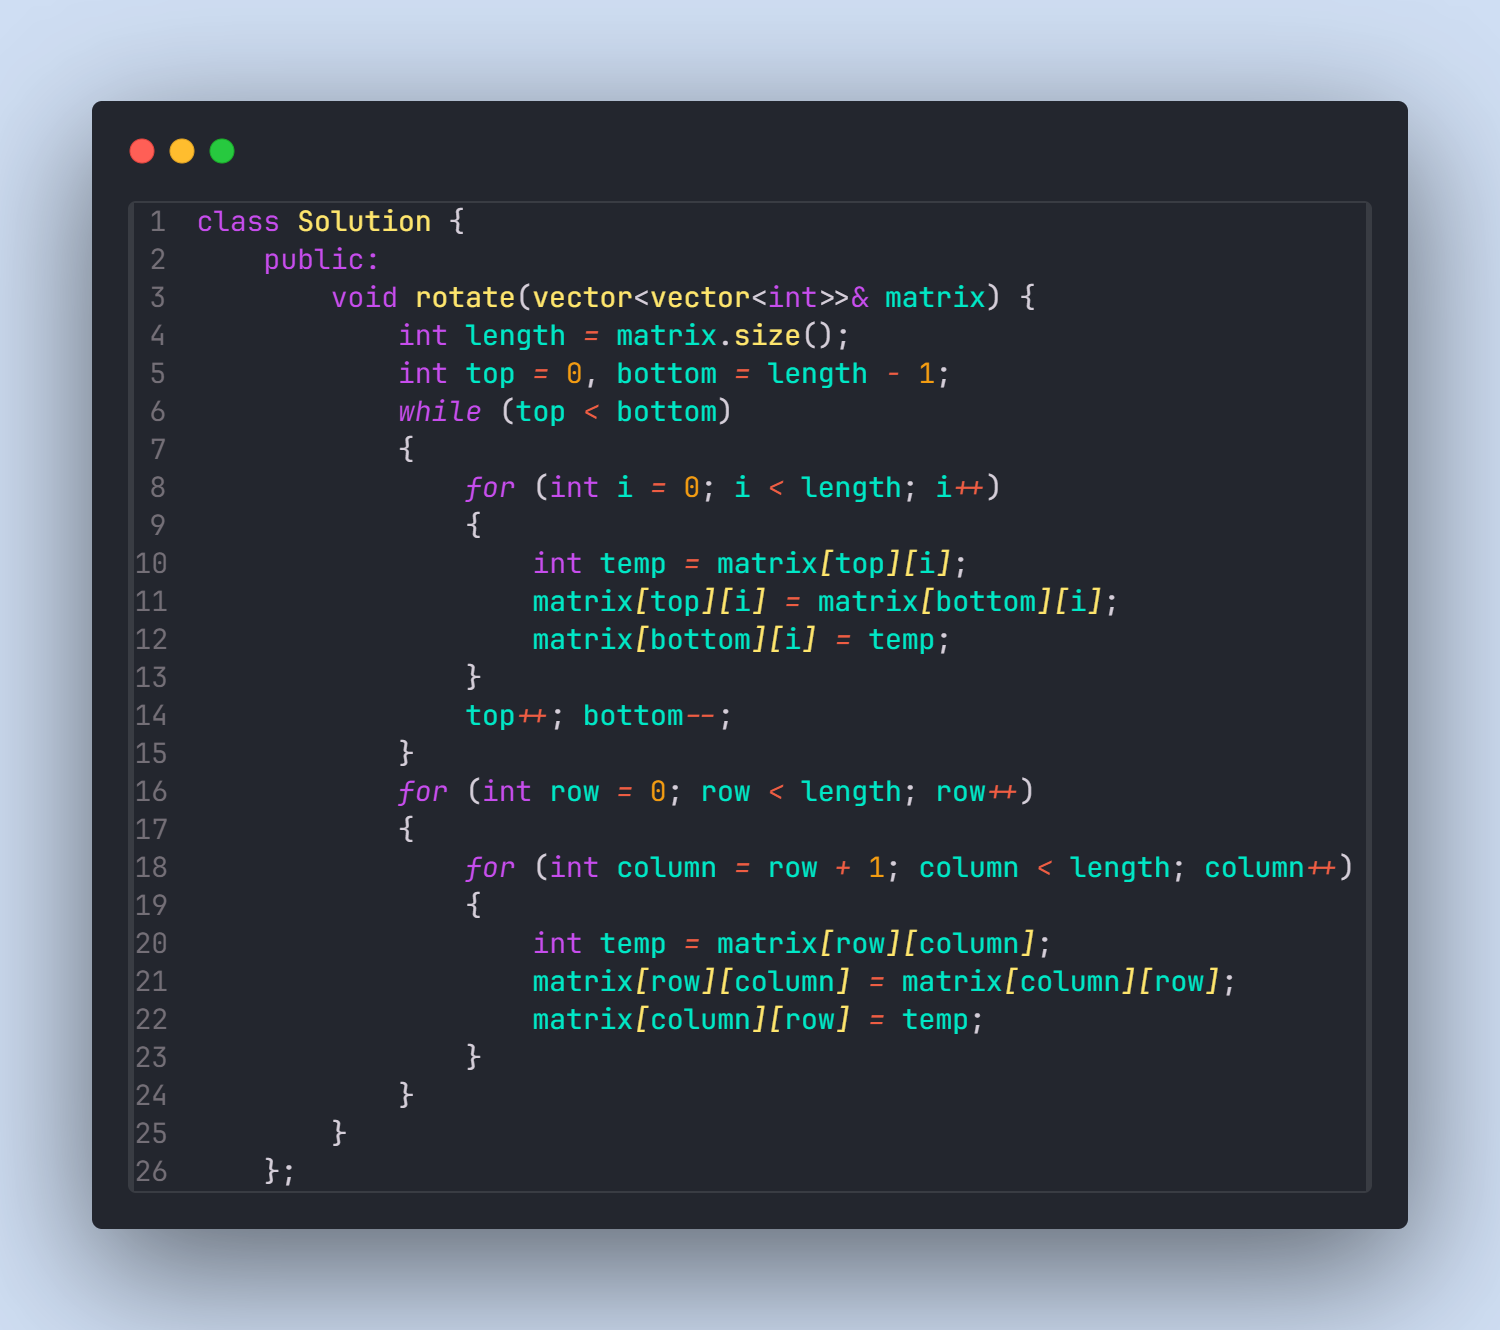 1 class Solution {
2     public:
3         void rotate(vector<vector<int>>& matrix) {
4             int length = matrix.size();
5             int top = 0, bottom = length - 1;
6             while (top < bottom)
7             {
8                 for (int i = 0; i < length; i++)
9                 {
10                     int temp = matrix[top][i];
11                     matrix[top][i] = matrix[bottom][i];
12                     matrix[bottom][i] = temp;
13                 }
14                 top++; bottom--;
15             }
16             for (int row = 0; row < length; row++)
17             {
18                 for (int column = row + 1; column < length; column++)
19                 {
20                     int temp = matrix[row][column];
21                     matrix[row][column] = matrix[column][row];
22                     matrix[column][row] = temp;
23                 }
24             }
25         }
26     };